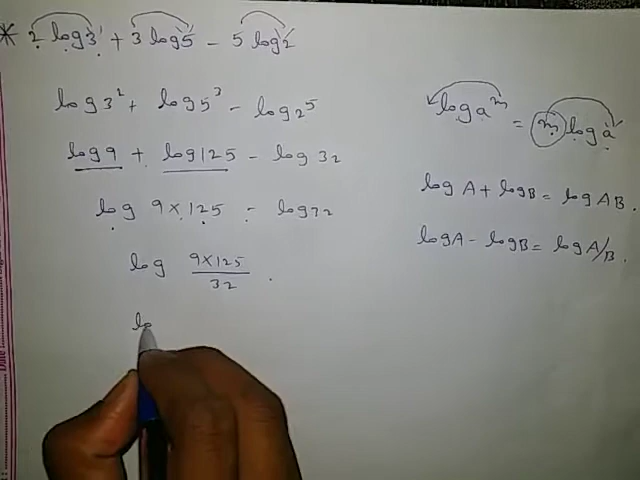 * 2 log 3 + 3 log 5 - 5 log 2
log 3² + log 5³ - log 2⁵
log 9 + log 125 - log 32
log 9 × 125 - log 32
log 9×125/32 .
lo
log aᵐ = m log a
log A + log B = log AB .
log A - log B = log A/B .